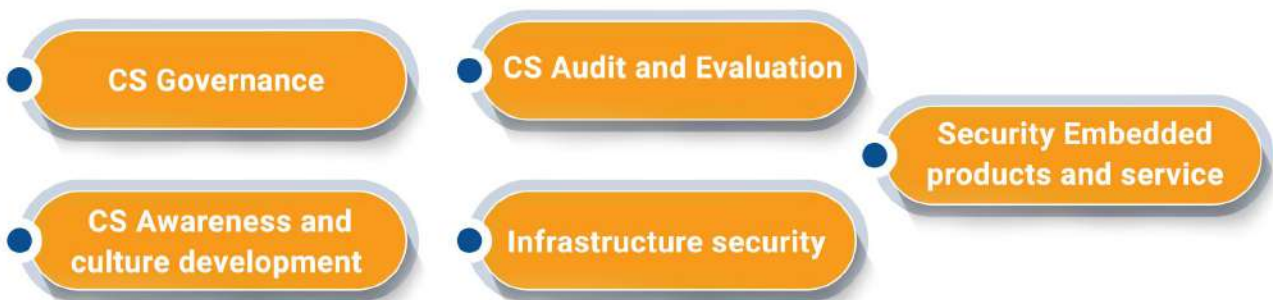 CS Governance
CS Audit and Evaluation
Security Embedded
products and service
CS Awareness and
culture development
Infrastructure security